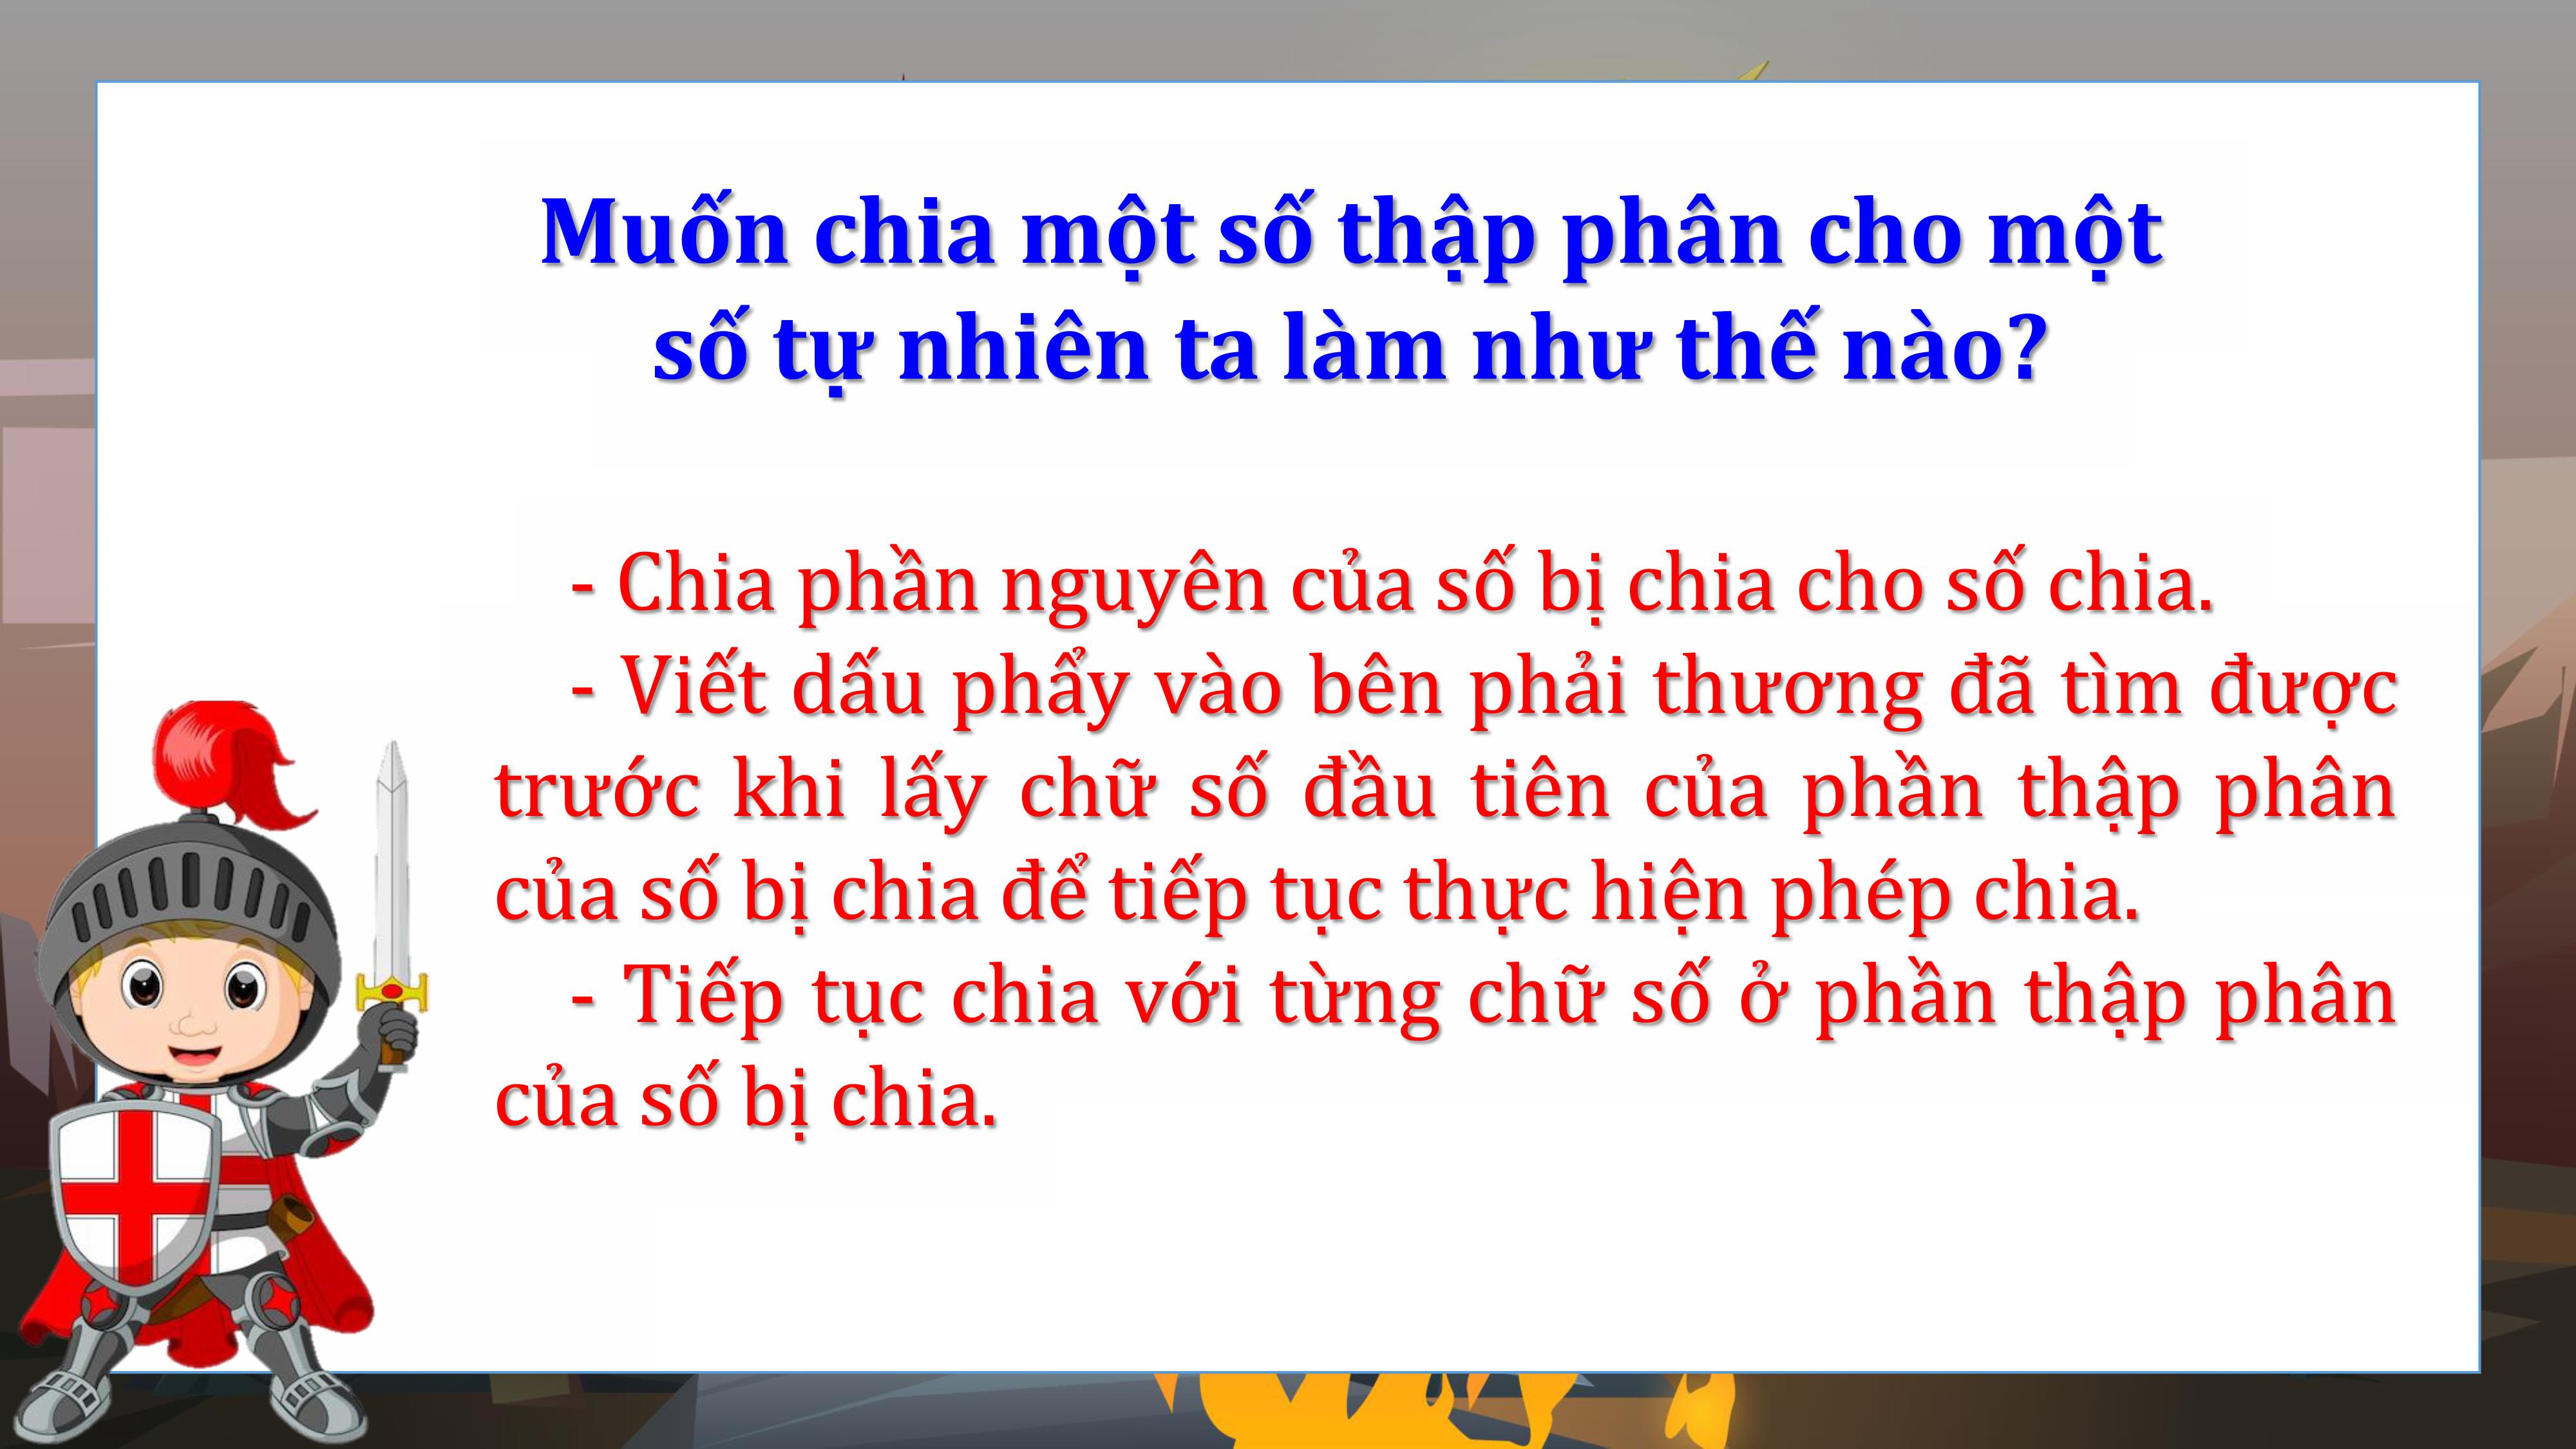 Muốn chia một số thập phân cho một
số tự nhiên ta làm như thế nào?
- Chia phần nguyên của số bị chia cho số chia.
- Viết dấu phẩy vào bên phải thương đã tìm được
trước khi lấy chữ số đầu tiên của phần thập phân
của số bị chia để tiếp tục thực hiện phép chia.
- Tiếp tục chia với từng chữ số ở phần thập phân
của số bị chia.